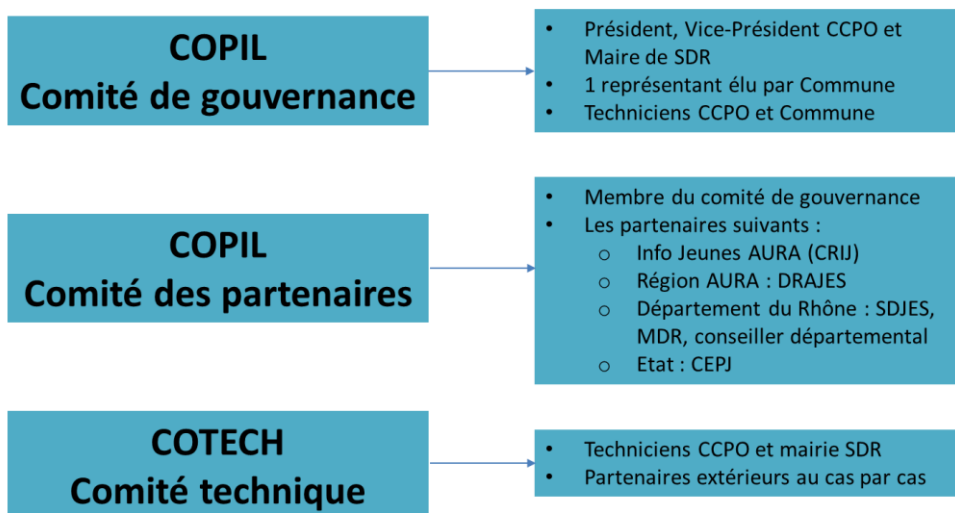 COPIL
Comité de gouvernance
• Président, Vice-Président CCPO et
Maire de SDR
• 1 représentant élu par Commune
• Techniciens CCPO et Commune
COPIL
Comité des partenaires
• Membre du comité de gouvernance
• Les partenaires suivants :
o Info Jeunes AURA (CRIJ)
o Région AURA : DRAJES
o Département du Rhône : SDJES,
MDR, conseiller départemental
o Etat : CEPJ
COTECH
Comité technique
• Techniciens CCPO et mairie SDR
• Partenaires extérieurs au cas par cas